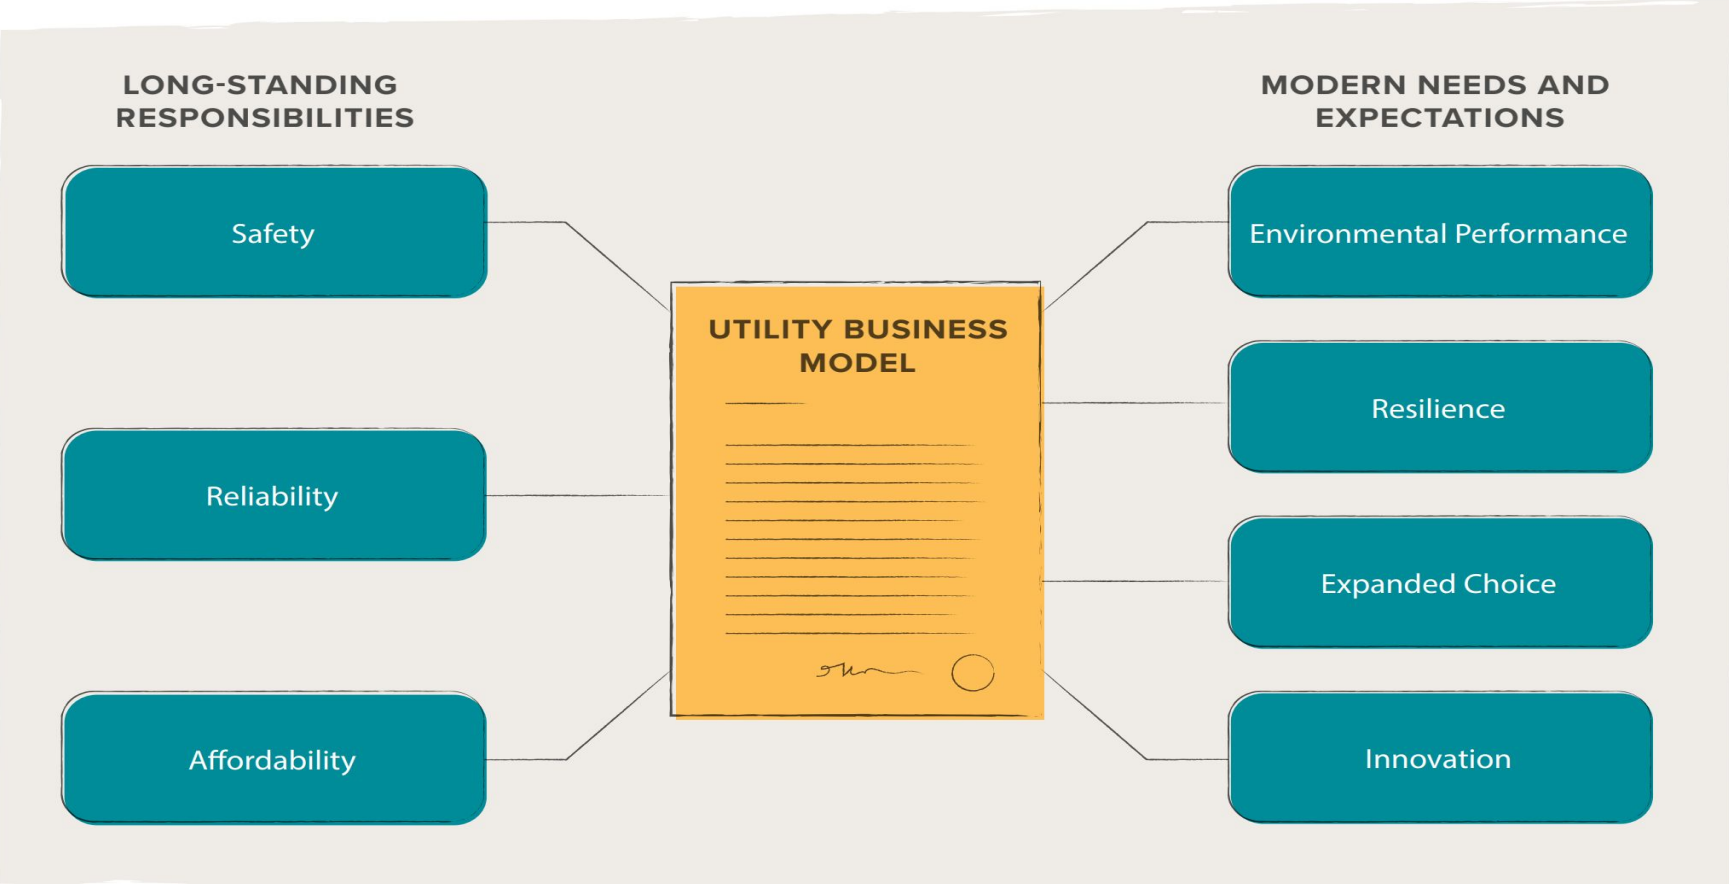 LONG-STANDING
RESPONSIBILITIES
Safety
Reliability
Affordability
UTILITY BUSINESS
MODEL
MODERN NEEDS AND
EXPECTATIONS
Environmental Performance
Resilience
Expanded Choice
Innovation